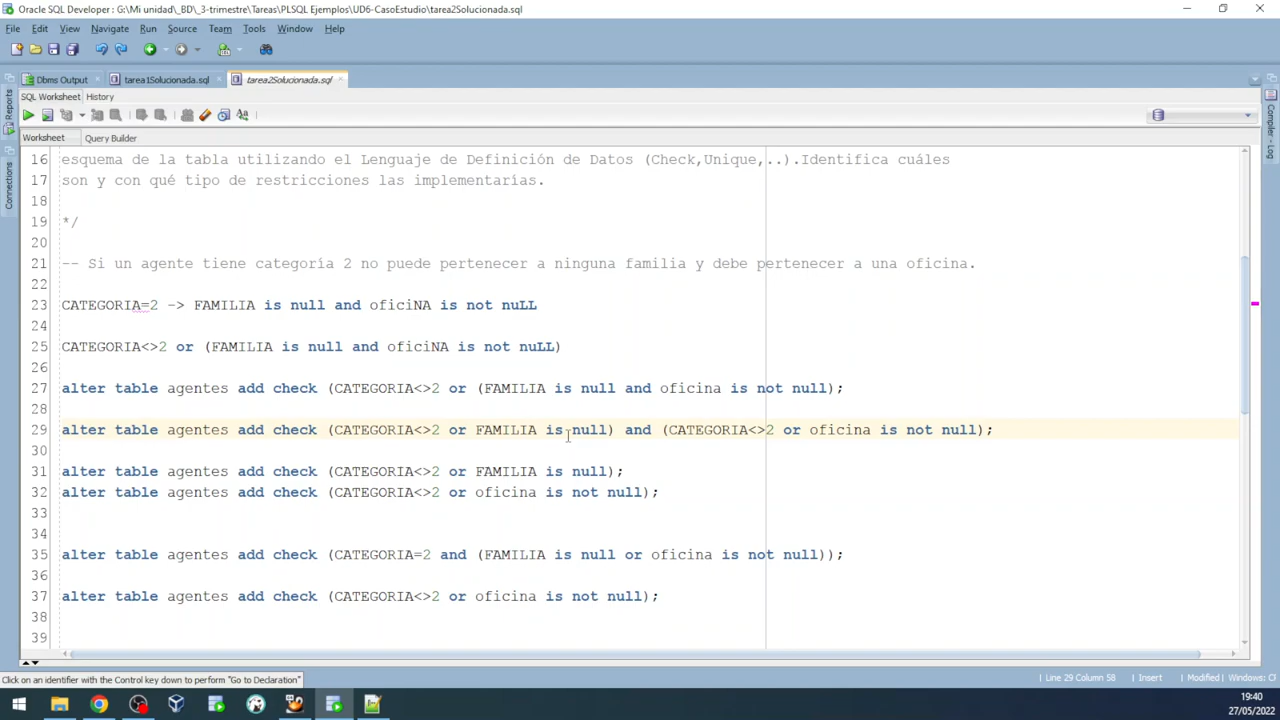 Oracle SQL Developer : G:\Mi unidad\_BD\_3-trimestre\Tareas\PLSQL Ejemplos\UD6-CasoEstudio\tarea2Solucionada.sql
File Edit View Navigate Run Source Team Tools Window Help
Dbms Output tarea1Solucionada.sql tarea2Solucionada.sql
SQL Worksheet History
Worksheet Query Builder
Reports
Connections
Compiler - Log
16 esquema de la tabla utilizando el Lenguaje de Definición de Datos (Check,Unique,..).Identifica cuáles
17 son y con qué tipo de restricciones las implementarías.
18
19 */
20
21 -- Si un agente tiene categoría 2 no puede pertenecer a ninguna familia y debe pertenecer a una oficina.
22
23 CATEGORIA=2 -> FAMILIA is null and oficiNA is not nuLL
24
25 CATEGORIA<>2 or (FAMILIA is null and oficiNA is not nuLL)
26
27 alter table agentes add check (CATEGORIA<>2 or (FAMILIA is null and oficina is not null);
28
29 alter table agentes add check (CATEGORIA<>2 or FAMILIA is null) and (CATEGORIA<>2 or oficina is not null);
30
31 alter table agentes add check (CATEGORIA<>2 or FAMILIA is null);
32 alter table agentes add check (CATEGORIA<>2 or oficina is not null);
33
34
35 alter table agentes add check (CATEGORIA=2 and (FAMILIA is null or oficina is not null));
36
37 alter table agentes add check (CATEGORIA<>2 or oficina is not null);
38
39
Click on an identifier with the Control key down to perform "Go to Declaration"
Line 29 Column 58 Insert Modified Windows: CF
19:40
27/05/2022